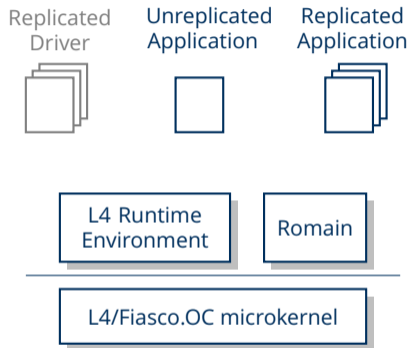 Replicated
Driver
Unreplicated
Application
Replicated
Application
L4 Runtime
Environment
Romain
L4/Fiasco.OC microkernel